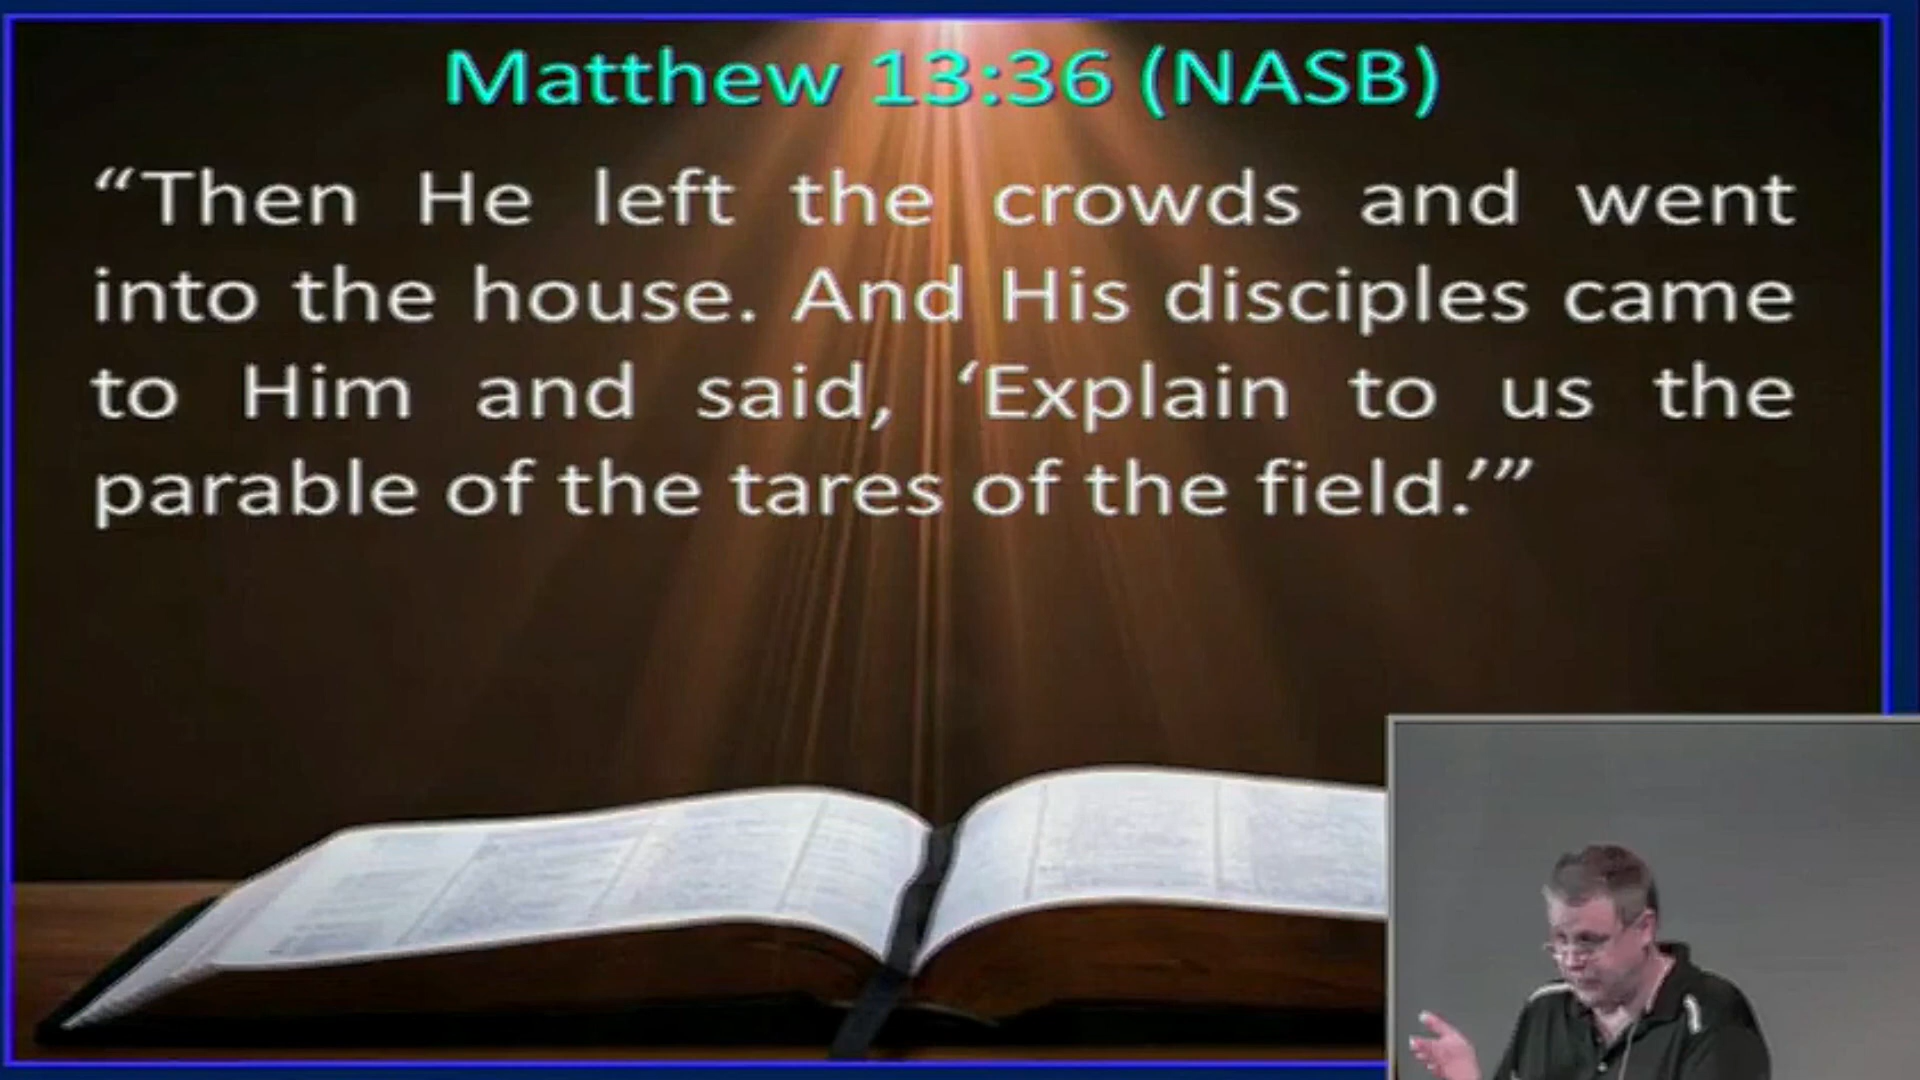 Matthew 13:36 (NASB)
“Then He left the crowds and went
into the house. And His disciples came
to Him and said, ‘Explain to us the
parable of the tares of the field.’”